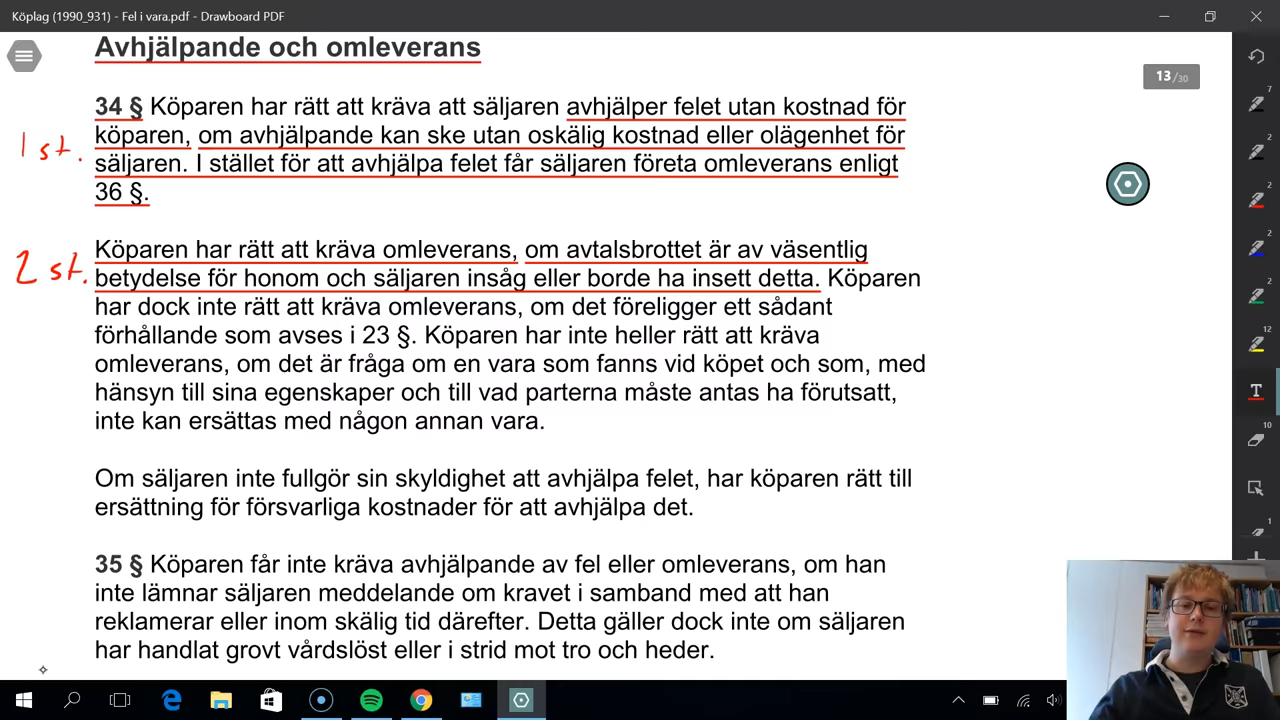 Köplag (1990_931) - Fel i vara.pdf - Drawboard PDF
Avhjälpande och omleverans
13/30
34 § Köparen har rätt att kräva att säljaren avhjälper felet utan kostnad för
köparen, om avhjälpande kan ske utan oskälig kostnad eller olägenhet för
säljaren. I stället för att avhjälpa felet får säljaren företa omleverans enligt
36 §.
1 st.
Köparen har rätt att kräva omleverans, om avtalsbrottet är av väsentlig
betydelse för honom och säljaren insåg eller borde ha insett detta. Köparen
har dock inte rätt att kräva omleverans, om det föreligger ett sådant
förhållande som avses i 23 §. Köparen har inte heller rätt att kräva
omleverans, om det är fråga om en vara som fanns vid köpet och som, med
hänsyn till sina egenskaper och till vad parterna måste antas ha förutsatt,
inte kan ersättas med någon annan vara.
2 st.
Om säljaren inte fullgör sin skyldighet att avhjälpa felet, har köparen rätt till
ersättning för försvarliga kostnader för att avhjälpa det.
35 § Köparen får inte kräva avhjälpande av fel eller omleverans, om han
inte lämnar säljaren meddelande om kravet i samband med att han
reklamerar eller inom skälig tid därefter. Detta gäller dock inte om säljaren
har handlat grovt vårdslöst eller i strid mot tro och heder.
7
2
2
2
2
12
T
10